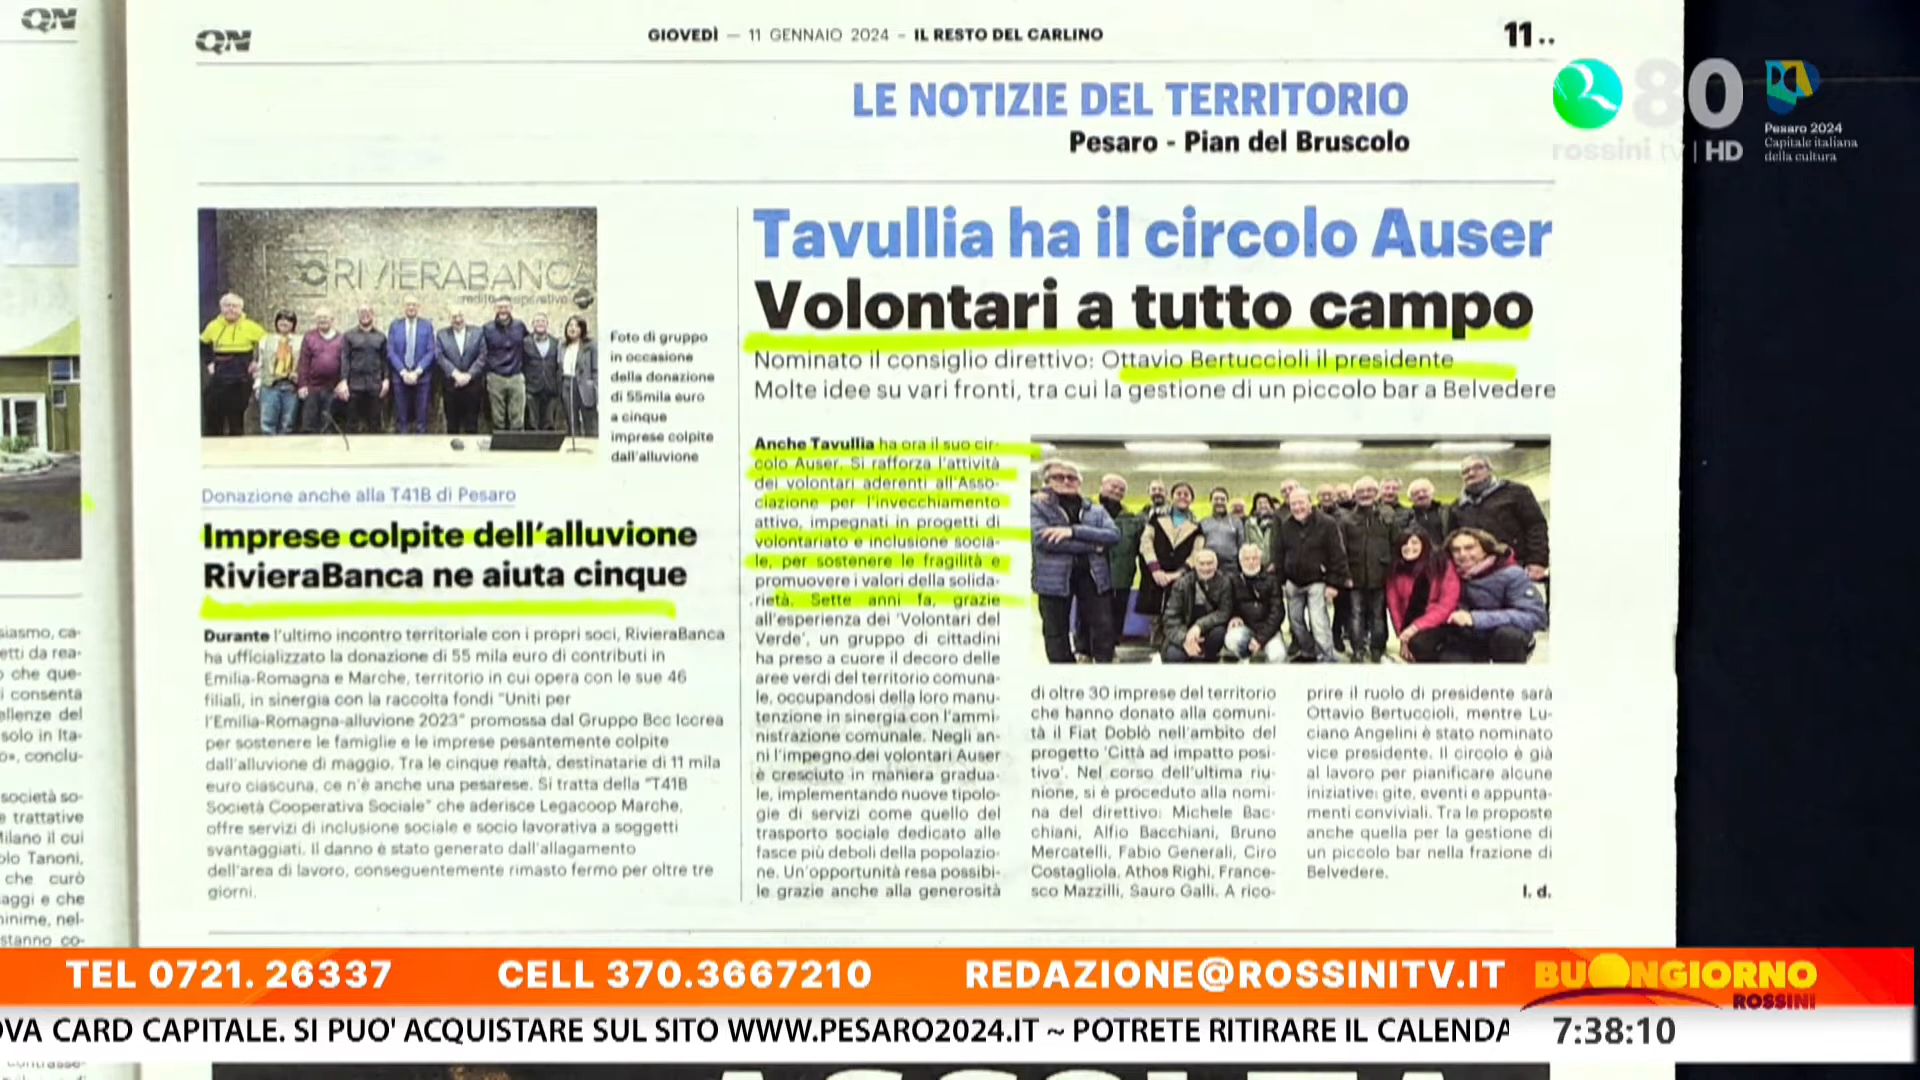 QN
QN
GIOVEDÌ — 11 GENNAIO 2024 – IL RESTO DEL CARLINO
11..
LE NOTIZIE DEL TERRITORIO
Pesaro - Pian del Bruscolo
80
rossini tv | HD
Pesaro 2024
Capitale italiana
della cultura
RIVIERABANCA
credito cooperativo
Foto di gruppo
in occasione
della donazione
di 55mila euro
a cinque
imprese colpite
dall'alluvione
Donazione anche alla T41B di Pesaro
Imprese colpite dell'alluvione
RivieraBanca ne aiuta cinque
Durante l'ultimo incontro territoriale con i propri soci, RivieraBanca
ha ufficializzato la donazione di 55 mila euro di contributi in
Emilia-Romagna e Marche, territorio in cui opera con le sue 46
filiali, in sinergia con la raccolta fondi "Uniti per
l'Emilia-Romagna-alluvione 2023" promossa dal Gruppo Bcc Iccrea
per sostenere le famiglie e le imprese pesantemente colpite
dall'alluvione di maggio. Tra le cinque realtà, destinatarie di 11 mila
euro ciascuna, ce n'è anche una pesarese. Si tratta della "T41B
Società Cooperativa Sociale" che aderisce Legacoop Marche,
offre servizi di inclusione sociale e socio lavorativa a soggetti
svantaggiati. Il danno è stato generato dall'allagamento
dell'area di lavoro, conseguentemente rimasto fermo per oltre tre
giorni.
Tavullia ha il circolo Auser
Volontari a tutto campo
Nominato il consiglio direttivo: Ottavio Bertuccioli il presidente
Molte idee su vari fronti, tra cui la gestione di un piccolo bar a Belvedere
Anche Tavullia ha ora il suo cir-
colo Auser. Si rafforza l'attività
dei volontari aderenti all'Asso-
ciazione per l'invecchiamento
attivo, impegnati in progetti di
volontariato e inclusione socia-
le, per sostenere le fragilità e
promuovere i valori della solida-
rietà. Sette anni fa, grazie
all'esperienza dei 'Volontari del
Verde', un gruppo di cittadini
ha preso a cuore il decoro delle
aree verdi del territorio comuna-
le, occupandosi della loro manu-
tenzione in sinergia con l'ammi-
nistrazione comunale. Negli an-
ni l'impegno dei volontari Auser
è cresciuto in maniera gradua-
le, implementando nuove tipolo-
gie di servizi come quello del
trasporto sociale dedicato alle
fasce più deboli della popolazio-
ne. Un'opportunità resa possibi-
le grazie anche alla generosità
di oltre 30 imprese del territorio
che hanno donato alla comuni-
tà il Fiat Doblò nell'ambito del
progetto 'Città ad impatto posi-
tivo'. Nel corso dell'ultima riu-
nione, si è proceduto alla nomi-
na del direttivo: Michele Bac-
chiani, Alfio Bacchiani, Bruno
Mercatelli, Fabio Generali, Ciro
Costagliola, Athos Righi, France-
sco Mazzilli, Sauro Galli. A rico-
prire il ruolo di presidente sarà
Ottavio Bertuccioli, mentre Lu-
ciano Angelini è stato nominato
vice presidente. Il circolo è già
al lavoro per pianificare alcune
iniziative: gite, eventi e appunta-
menti conviviali. Tra le proposte
anche quella per la gestione di
un piccolo bar nella frazione di
Belvedere.
l. d.
TEL 0721. 26337 CELL 370.3667210 REDAZIONE@ROSSINITV.IT
BUONGIORNO
ROSSINI
OVA CARD CAPITALE. SI PUO' ACQUISTARE SUL SITO WWW.PESARO2024.IT ~ POTRETE RITIRARE IL CALENDA
7:38:10